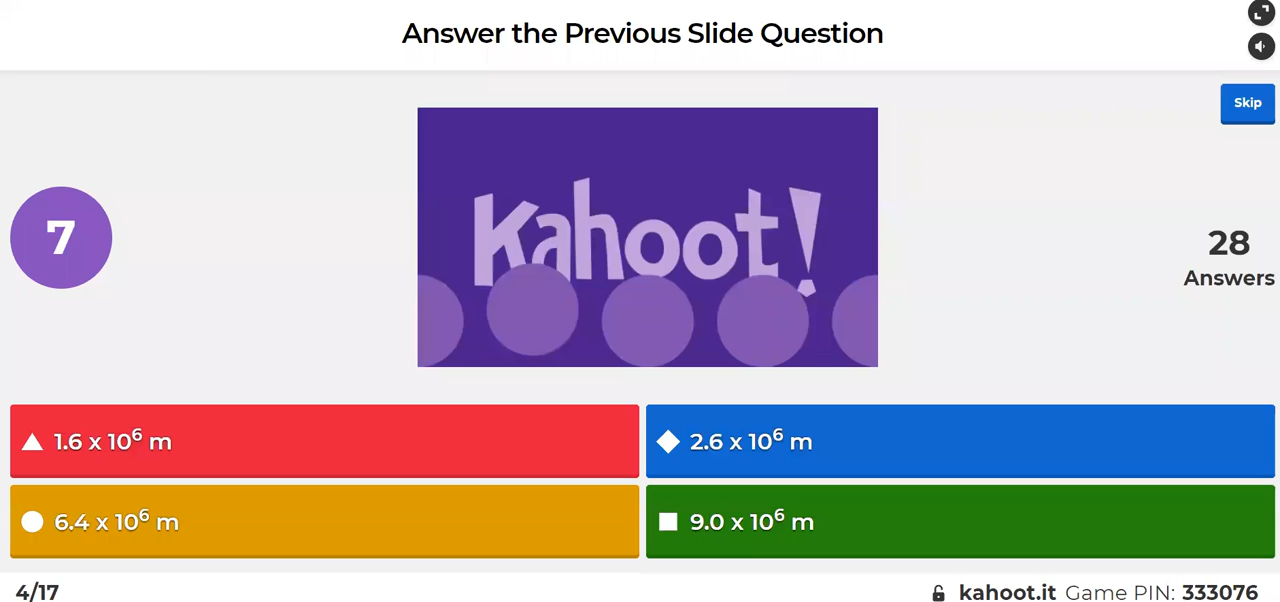 Answer the Previous Slide Question
Skip
7
Kahoot!
28
Answers
1.6 x 10⁶ m
2.6 x 10⁶ m
6.4 x 10⁶ m
9.0 x 10⁶ m
4/17
kahoot.it Game PIN: 333076